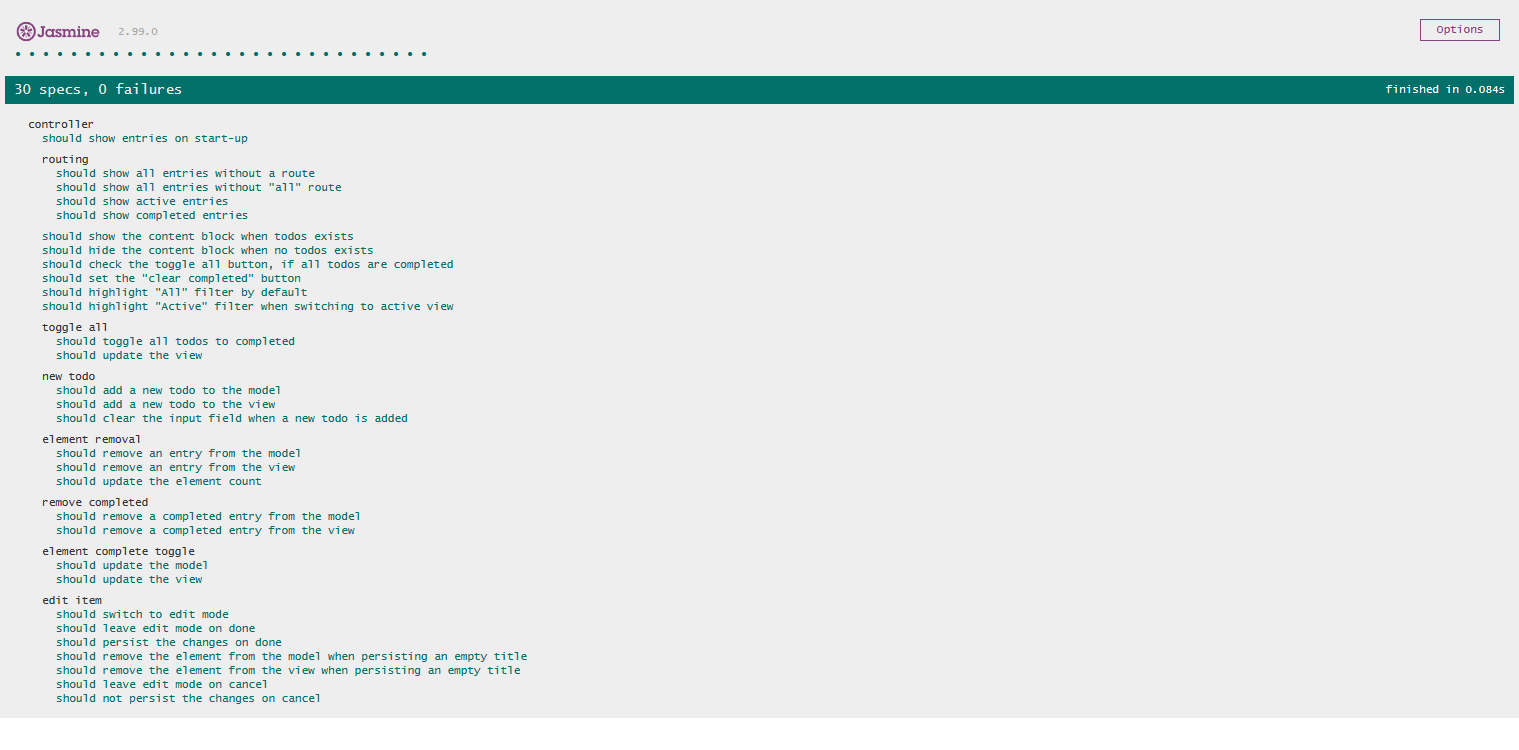 Jasmine 2.99.0
Options
30 specs, 0 failures
finished in 0.084s
controller
should show entries on start-up
routing
should show all entries without a route
should show all entries without "all" route
should show active entries
should show completed entries
should show the content block when todos exists
should hide the content block when no todos exists
should check the toggle all button, if all todos are completed
should set the "clear completed" button
should highlight "All" filter by default
should highlight "Active" filter when switching to active view
toggle all
should toggle all todos to completed
should update the view
new todo
should add a new todo to the model
should add a new todo to the view
should clear the input field when a new todo is added
element removal
should remove an entry from the model
should remove an entry from the view
should update the element count
remove completed
should remove a completed entry from the model
should remove a completed entry from the view
element complete toggle
should update the model
should update the view
edit item
should switch to edit mode
should leave edit mode on done
should persist the changes on done
should remove the element from the model when persisting an empty title
should remove the element from the view when persisting an empty title
should leave edit mode on cancel
should not persist the changes on cancel